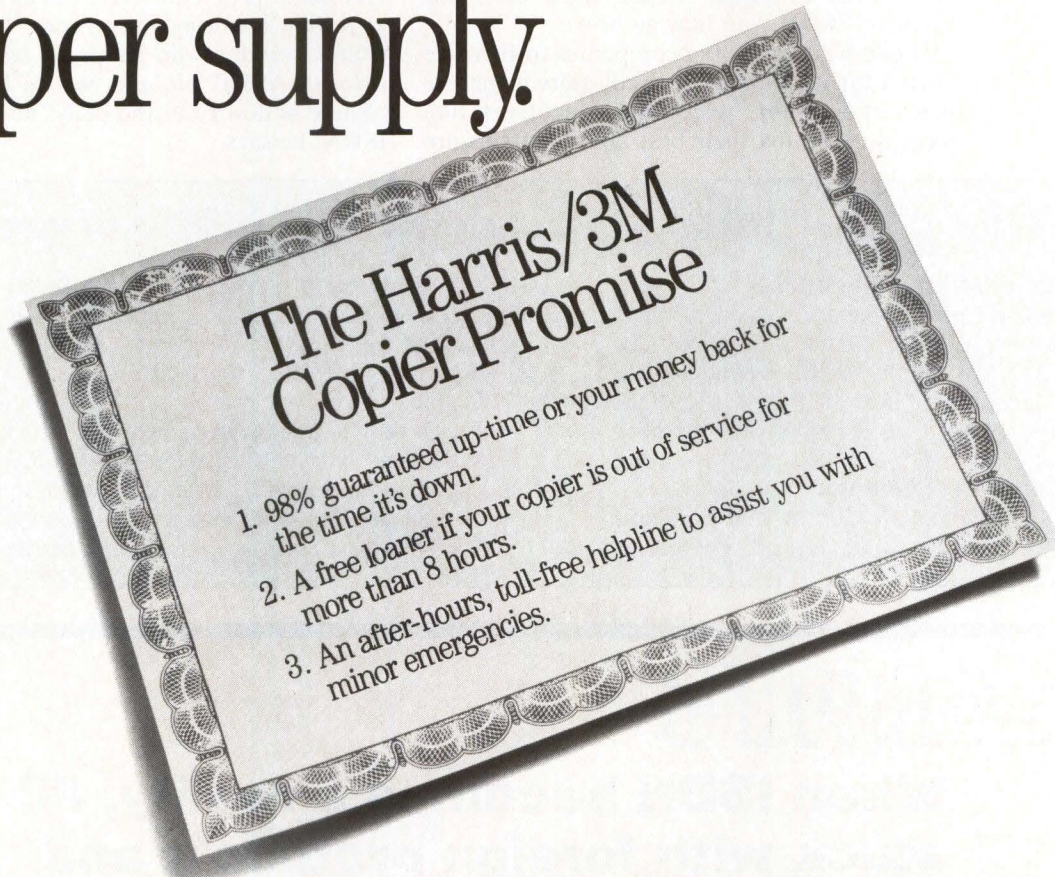 per supply.
The Harris/3M
Copier Promise
1. 98% guaranteed up-time or your money back for
the time it's down.
2. A free loaner if your copier is out of service for
more than 8 hours.
3. An after-hours, toll-free helpline to assist you with
minor emergencies.